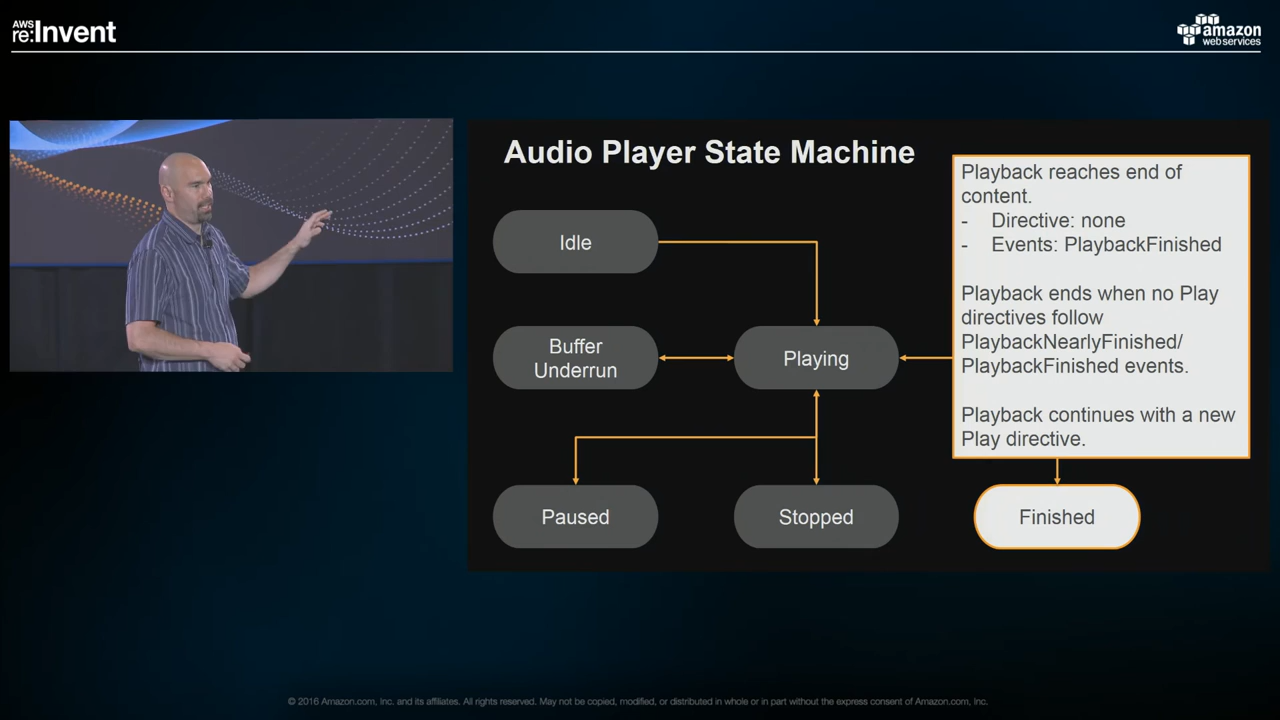 AWS
re:Invent
amazon
web services
Audio Player State Machine
Idle
Buffer
Underrun
Playing
Paused
Stopped
Playback reaches end of
content.
- Directive: none
- Events: PlaybackFinished
Playback ends when no Play
directives follow
PlaybackNearlyFinished/
PlaybackFinished events.
Playback continues with a new
Play directive.
Finished
© 2016 Amazon.com, Inc. and its affiliates. All rights reserved. May not be copied, modified, or distributed in whole or in part without the express consent of Amazon.com, Inc.